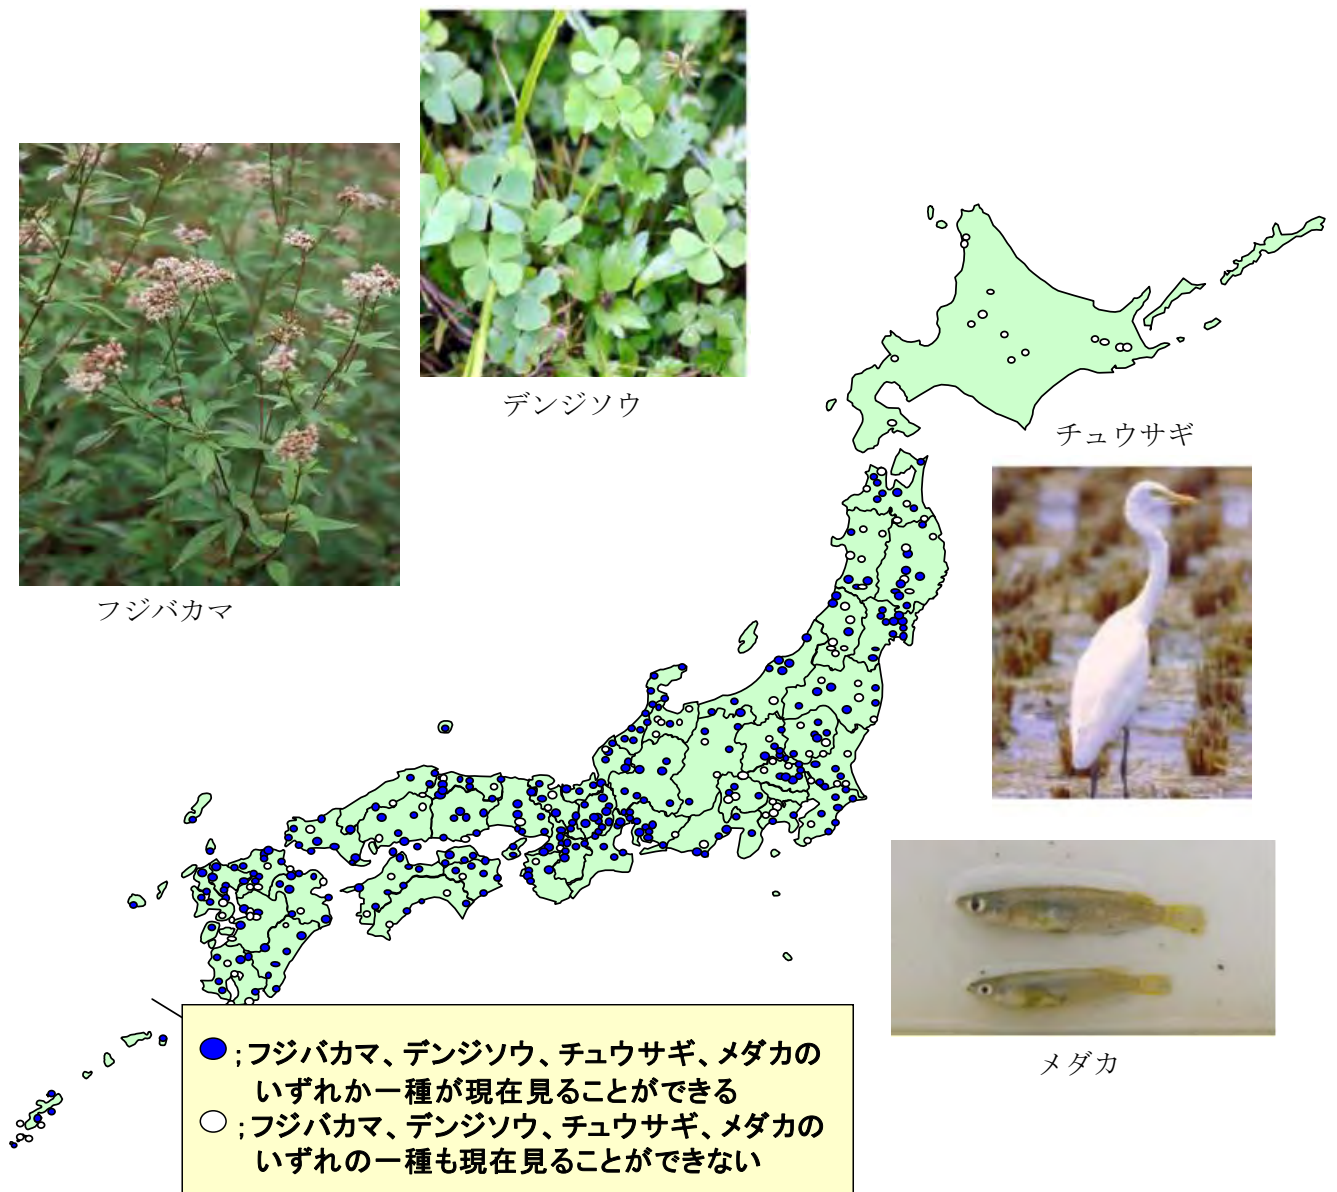 デンジソウ
チュウサギ
フジバカマ
メダカ
;フジバカマ、デンジソウ、チュウサギ、メダカの
いずれか一種が現在見ることができる
;フジバカマ、デンジソウ、チュウサギ、メダカの
いずれの一種も現在見ることができない